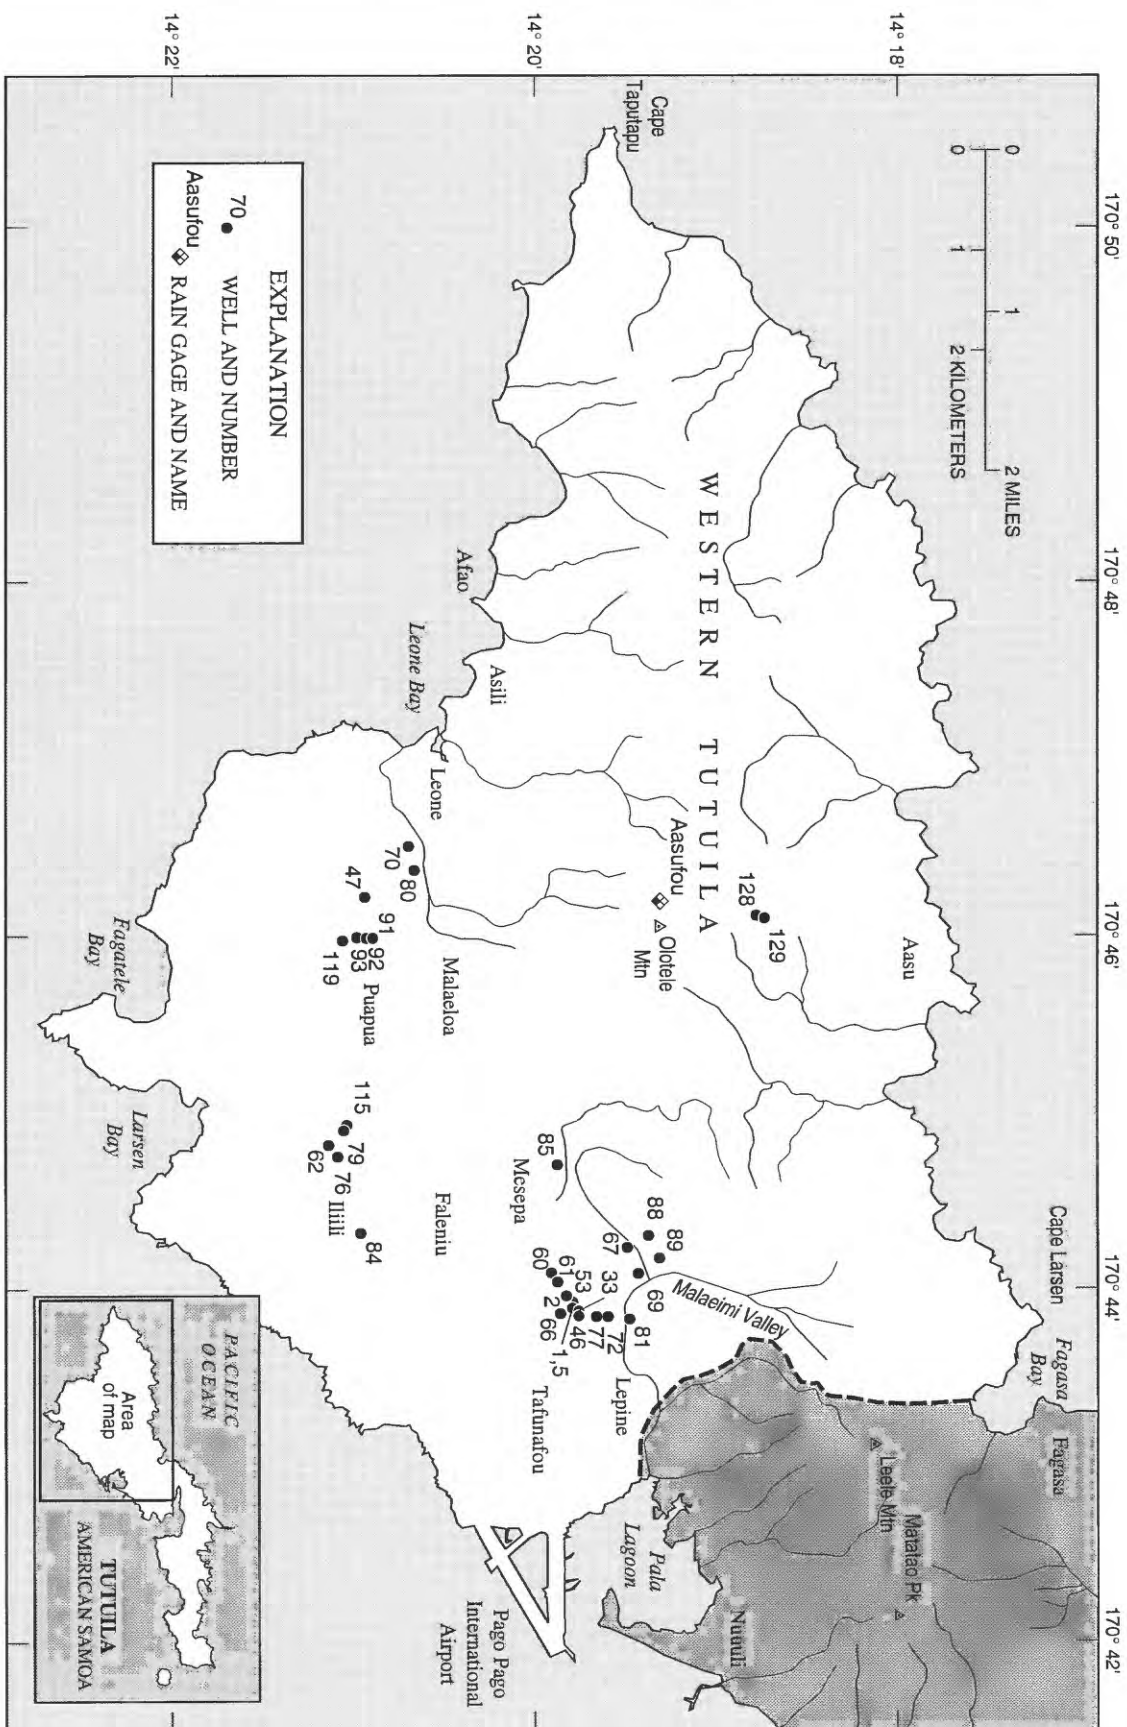 170° 50'
170° 48'
170° 46'
170° 44'
170° 42'
14° 18'
14° 20'
14° 22'
0 1 2 MILES
0 1 2 KILOMETERS
Cape Larsen
Fagasa
Bay
Fagasa
Aasu
Leele Mtn
Matatao Pk
128
129
WESTERN TUTUILA
Aasufou
Olotele
Mtn
Malaeimi Valley
Nuuuli
Cape
Taputapu
88
89
67
69
81
72
77
33
46
1,5
53
61
66
2
60
85
Mesepa
Lepine
Pala
Lagoon
Tafunafou
Pago Pago
International
Airport
Afao
Asili
Leone Bay
Leone
Malaeloa
Faleniu
70
80
47
91
92
93
119
Puapua
115
79
62
76
Iliili
84
Fagatele
Bay
Larsen
Bay
EXPLANATION
70 WELL AND NUMBER
Aasufou RAIN GAGE AND NAME
PACIFIC
OCEAN
Area
of map
TUTUILA
AMERICAN SAMOA